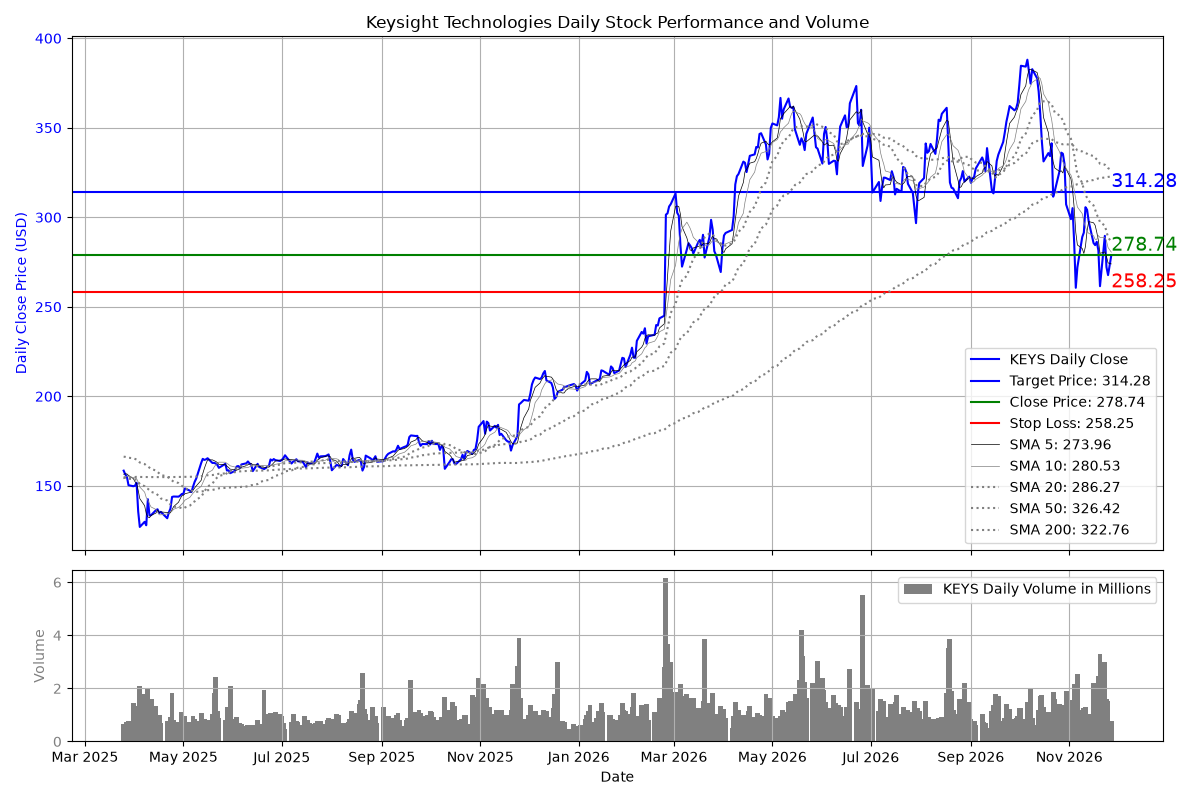 Keysight Technologies Daily Stock Performance and Volume
400
350
300
250
200
150
Daily Close Price (USD)
314.28
278.74
258.25
KEYS Daily Close
Target Price: 314.28
Close Price: 278.74
Stop Loss: 258.25
SMA 5: 273.96
SMA 10: 280.53
SMA 20: 286.27
SMA 50: 326.42
SMA 200: 322.76
6
4
2
0
Volume
KEYS Daily Volume in Millions
Mar 2025
May 2025
Jul 2025
Sep 2025
Nov 2025
Jan 2026
Mar 2026
May 2026
Jul 2026
Sep 2026
Nov 2026
Date